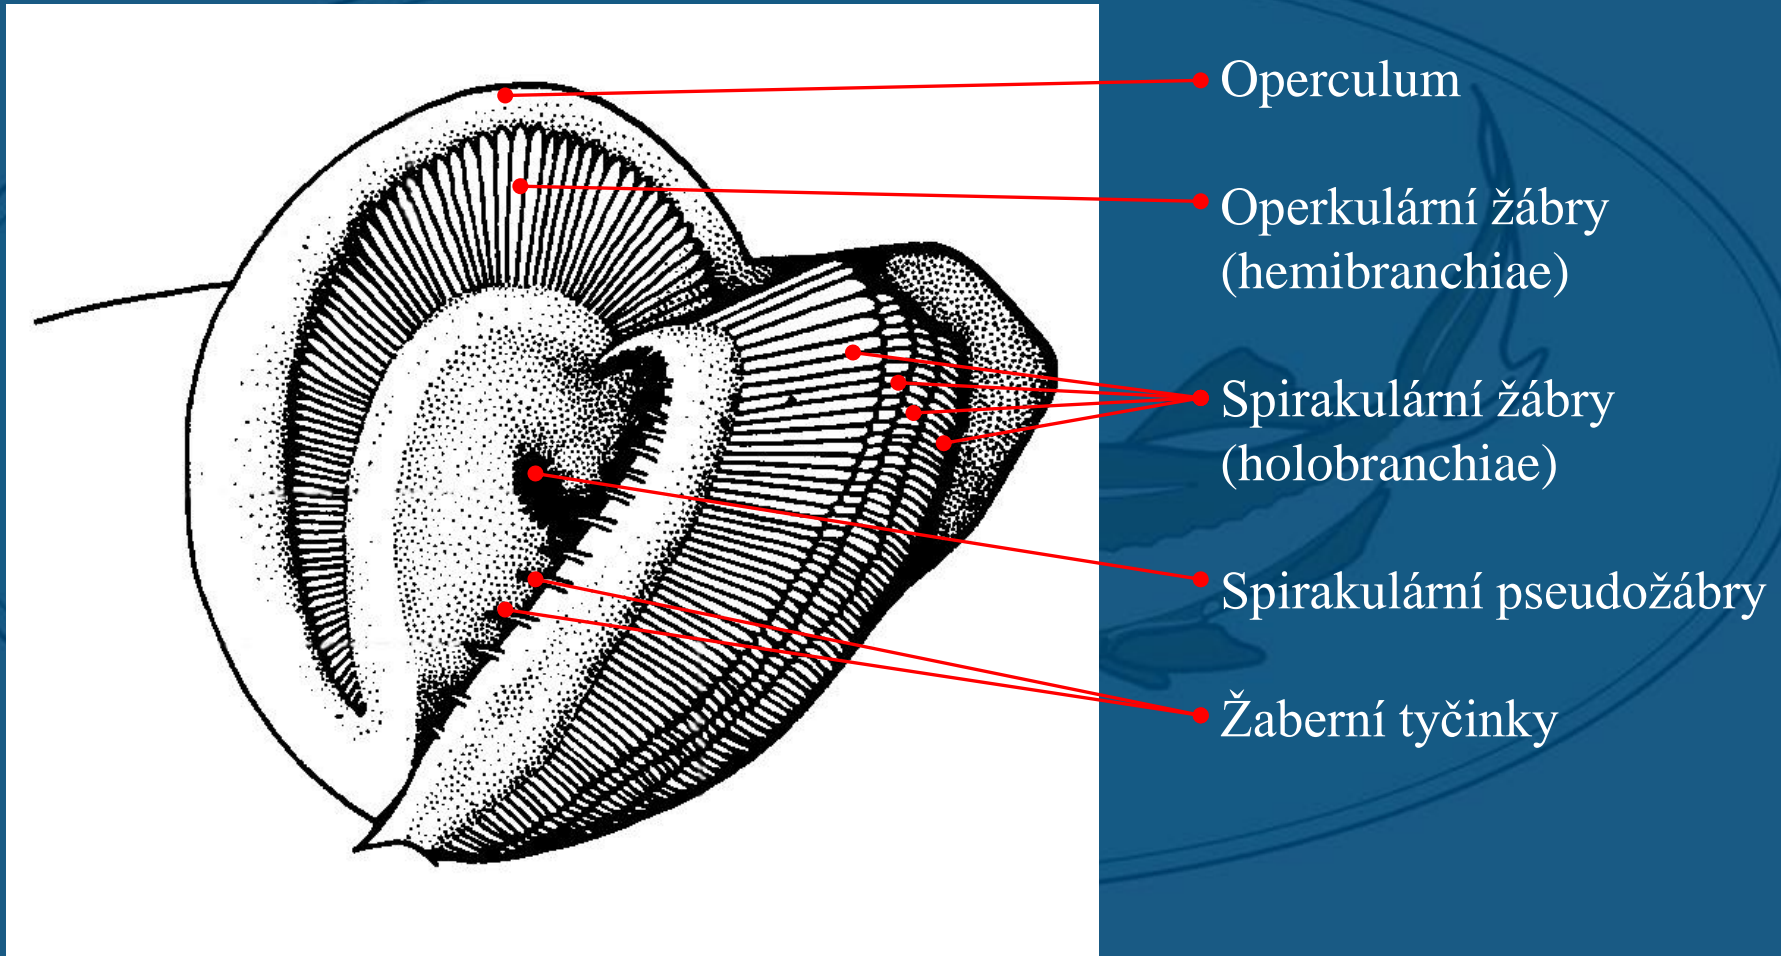 Operculum
Operkulární žábry
(hemibranchiae)
Spirakulární žábry
(holobranchiae)
Spirakulární pseudožábry
Žaberní tyčinky